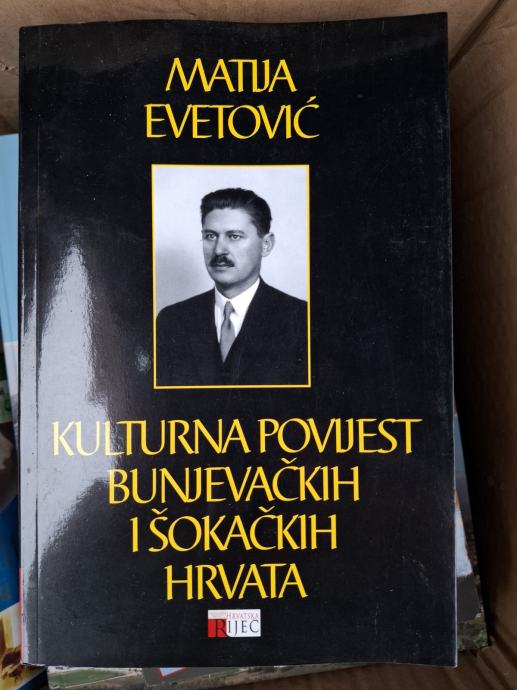 MATIJA
EVETOVIĆ
KULTURNA POVIJEST
BUNJEVAČKIH
I ŠOKAČKIH
HRVATA
HRVATSKA
RIJEČ